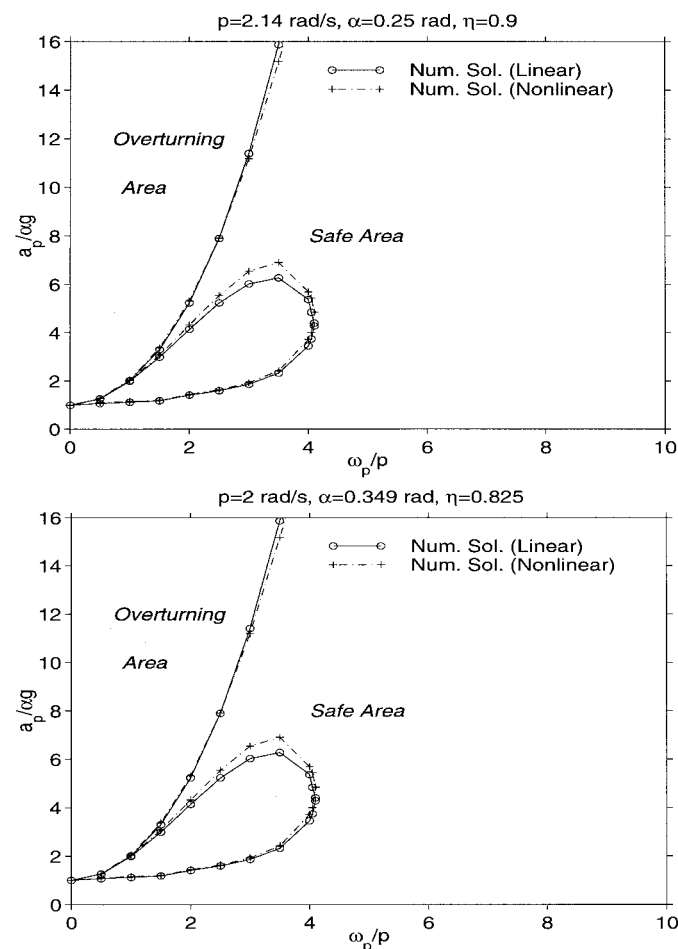 p=2.14 rad/s, α=0.25 rad, η=0.9
16
14
12
10
8
6
4
2
0
a_p/αg
Num. Sol. (Linear)
Num. Sol. (Nonlinear)
Overturning
Area
Safe Area
0 2 4 6 8 10
ω_p/p
p=2 rad/s, α=0.349 rad, η=0.825
16
14
12
10
8
6
4
2
0
a_p/αg
Num. Sol. (Linear)
Num. Sol. (Nonlinear)
Overturning
Area
Safe Area
0 2 4 6 8 10
ω_p/p